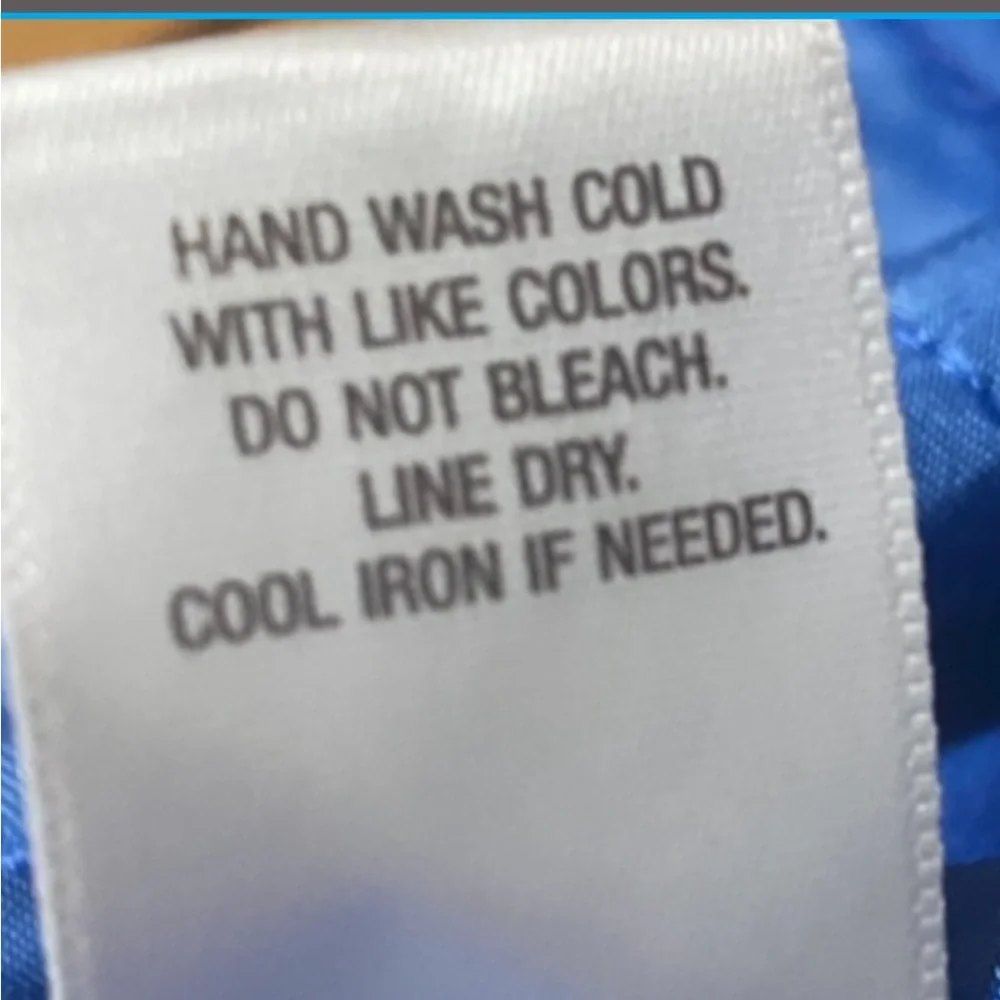 HAND WASH COLD
WITH LIKE COLORS.
DO NOT BLEACH.
LINE DRY.
COOL IRON IF NEEDED.